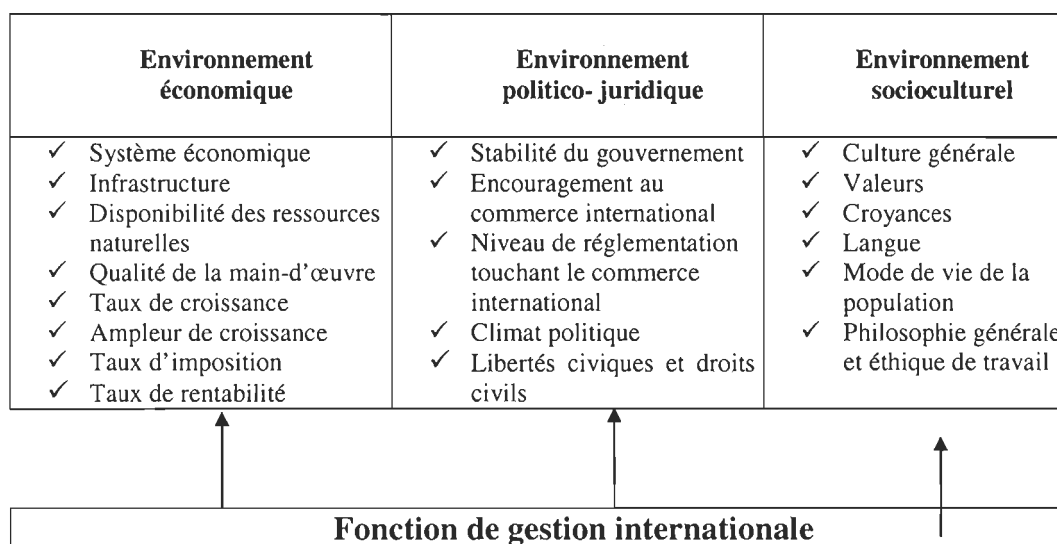 Environnement
économique
Environnement
politico- juridique
Environnement
socioculturel
✓ Système économique
✓ Infrastructure
✓ Disponibilité des ressources
naturelles
✓ Qualité de la main-d'œuvre
✓ Taux de croissance
✓ Ampleur de croissance
✓ Taux d'imposition
✓ Taux de rentabilité
✓ Stabilité du gouvernement
✓ Encouragement au
commerce international
✓ Niveau de réglementation
touchant le commerce
international
✓ Climat politique
✓ Libertés civiques et droits
civils
✓ Culture générale
✓ Valeurs
✓ Croyances
✓ Langue
✓ Mode de vie de la
population
✓ Philosophie générale
et éthique de travail
Fonction de gestion internationale